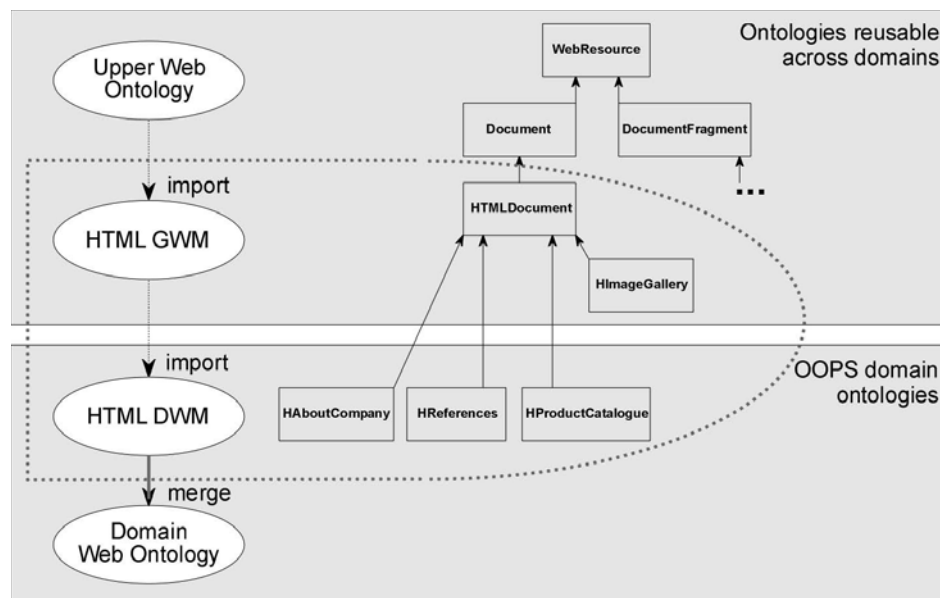 Ontologies reusable
across domains
WebResource
Upper Web
Ontology
Document
DocumentFragment
import
...
HTMLDocument
HTML GWM
HImageGallery
import
OOPS domain
ontologies
HTML DWM
HAboutCompany
HReferences
HProductCatalogue
merge
Domain
Web Ontology